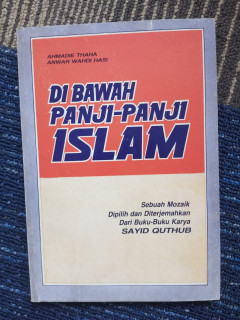 AHMADIE THAHA
ANWAR WAHDI HASI
DI BAWAH
PANJI-PANJI
ISLAM
Sebuah Mozaik
Dipilih dan Diterjemahkan
Dari Buku-Buku Karya
SAYID QUTHUB